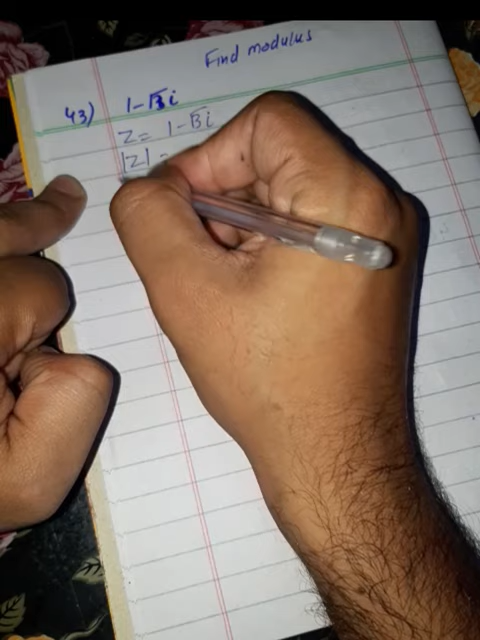 Find modulus
43) 1-√3i
Z= 1-√3i
|Z| =